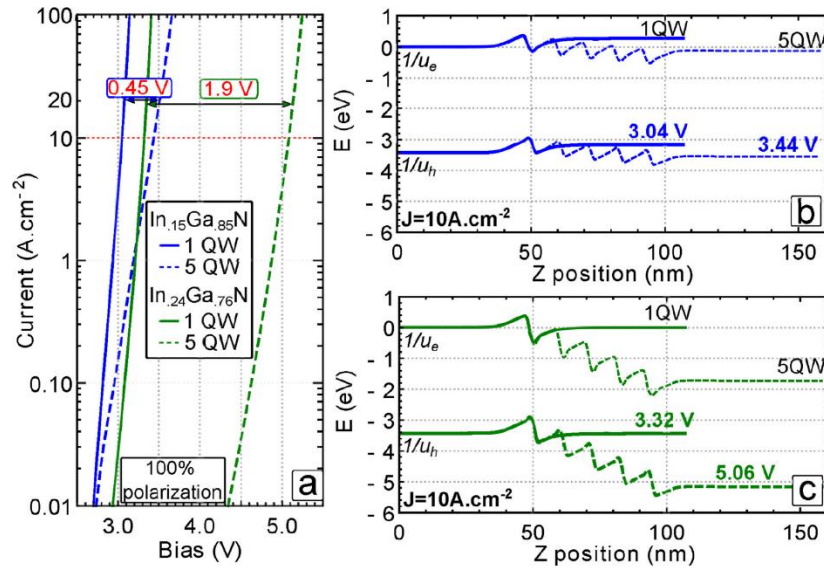 100
20
10
1
0.10
0.01
Current (A.cm⁻²)
0.45 V
1.9 V
In.15Ga.85N
1 QW
5 QW
In.24Ga.76N
1 QW
5 QW
100%
polarization
a
3.0
4.0
5.0
Bias (V)
1
0
- 1
- 2
- 3
- 4
- 5
- 6
E (eV)
1QW
5QW
1/uₑ
3.04 V
3.44 V
1/uₕ
J=10A.cm⁻²
b
0
50
100
150
Z position (nm)
1
0
- 1
- 2
- 3
- 4
- 5
- 6
E (eV)
1QW
1/uₑ
5QW
3.32 V
1/uₕ
5.06 V
J=10A.cm⁻²
c
0
50
100
150
Z position (nm)